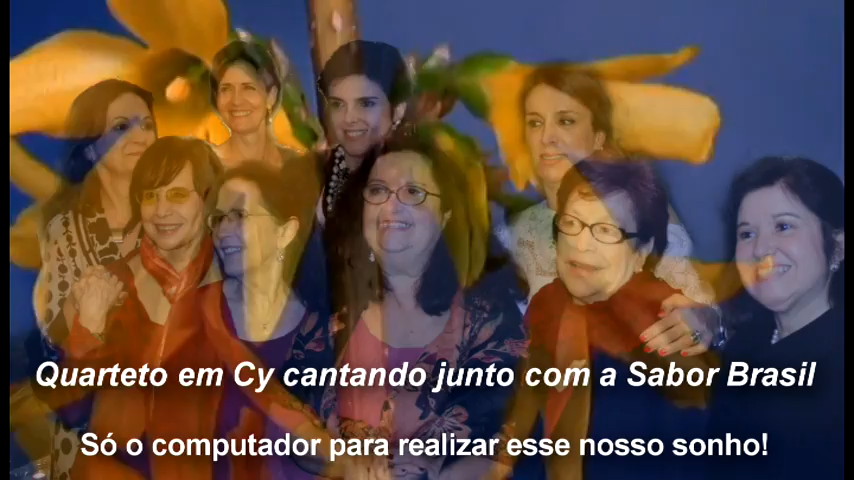 Quarteto em Cy cantando junto com a Sabor Brasil
Só o computador para realizar esse nosso sonho!